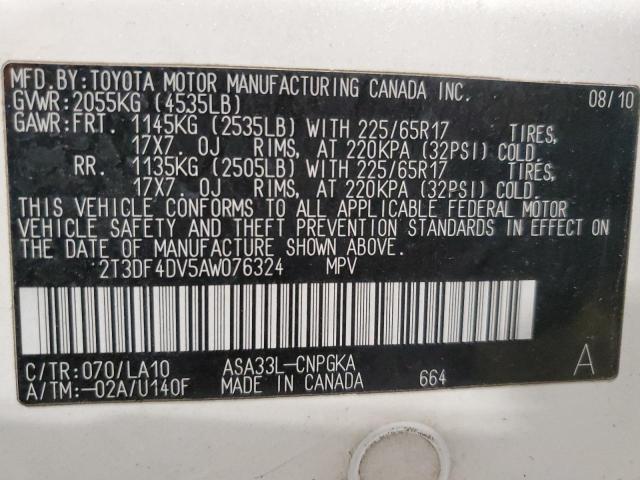 MFD.BY:TOYOTA MOTOR MANUFACTURING CANADA INC.
08/10
GVWR:2055KG (4535LB)
GAWR:FRT. 1145KG (2535LB) WITH 225/65R17 TIRES,
17X7. 0J RIMS, AT 220KPA (32PSI) COLD.
RR. 1135KG (2505LB) WITH 225/65R17 TIRES,
17X7. 0J RIMS, AT 220KPA (32PSI) COLD.
THIS VEHICLE CONFORMS TO ALL APPLICABLE FEDERAL MOTOR
VEHICLE SAFETY AND THEFT PREVENTION STANDARDS IN EFFECT ON
THE DATE OF MANUFACTURE SHOWN ABOVE.
2T3DF4DV5AW076324 MPV
C/TR:070/LA10 ASA33L-CNPGKA A
A/TM:-02A/U140F MADE IN CANADA 664